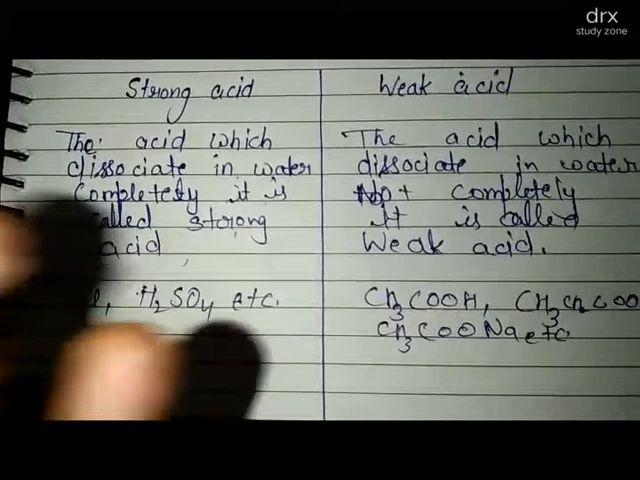 drx
study zone
Strong acid
The acid which
dissociate in water
completely it is
called strong
acid
H₂SO₄ etc.
Weak acid
The acid which
dissociate in water
Not completely
It is called
Weak acid.
CH₃COOH, CH₃CH₂COO
CH₃COONa etc